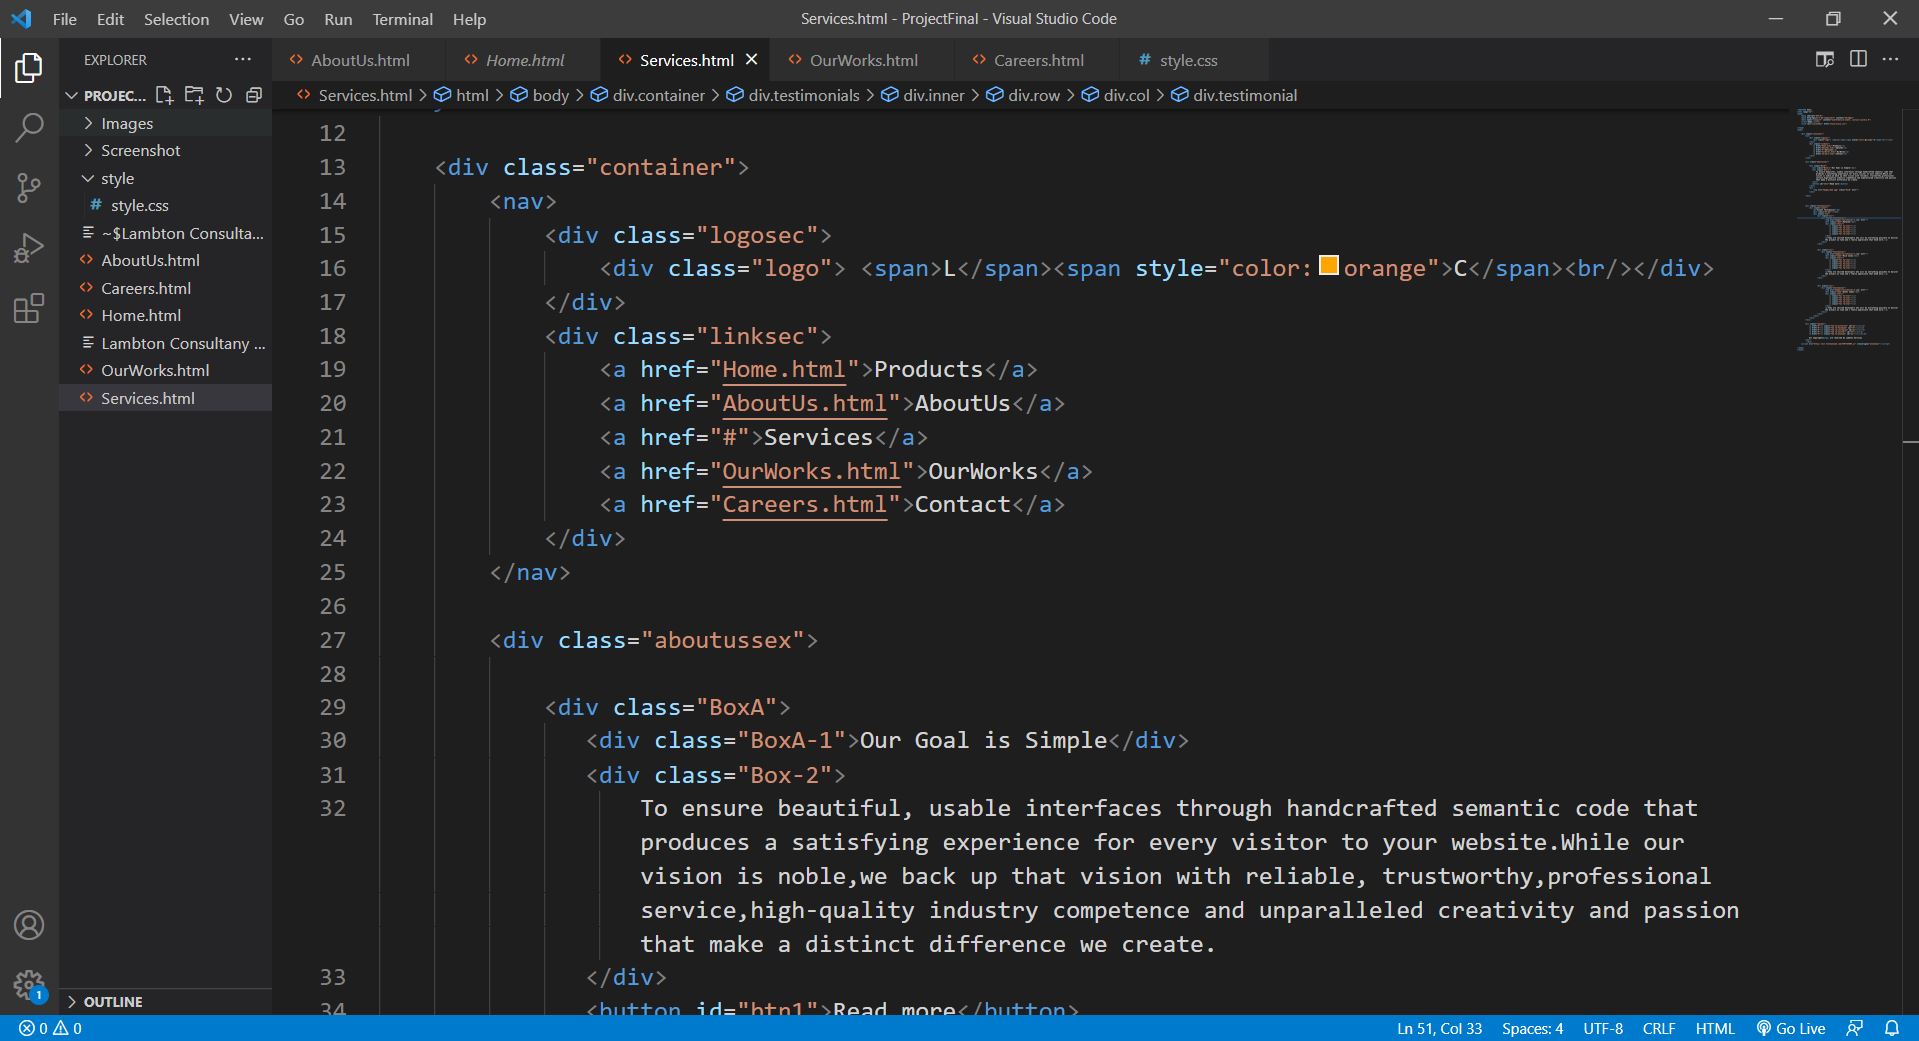 File Edit Selection View Go Run Terminal Help
Services.html - ProjectFinal - Visual Studio Code
EXPLORER
PROJEC...
Images
Screenshot
style
# style.css
~$Lambton Consulta...
AboutUs.html
Careers.html
Home.html
Lambton Consultany ...
OurWorks.html
Services.html
OUTLINE
1
AboutUs.html Home.html Services.html OurWorks.html Careers.html # style.css
Services.html > html > body > div.container > div.testimonials > div.inner > div.row > div.col > div.testimonial
12
13 <div class="container">
14 <nav>
15 <div class="logosec">
16 <div class="logo"> <span>L</span><span style="color:orange">C</span><br/></div>
17 </div>
18 <div class="linksec">
19 <a href="Home.html">Products</a>
20 <a href="AboutUs.html">AboutUs</a>
21 <a href="#">Services</a>
22 <a href="OurWorks.html">OurWorks</a>
23 <a href="Careers.html">Contact</a>
24 </div>
25 </nav>
26
27 <div class="aboutussex">
28
29 <div class="BoxA">
30 <div class="BoxA-1">Our Goal is Simple</div>
31 <div class="Box-2">
32 To ensure beautiful, usable interfaces through handcrafted semantic code that
produces a satisfying experience for every visitor to your website.While our
vision is noble,we back up that vision with reliable, trustworthy,professional
service,high-quality industry competence and unparalleled creativity and passion
that make a distinct difference we create.
33 </div>
34 <button id="btn1">Read more</button>
0 0
Ln 51, Col 33 Spaces: 4 UTF-8 CRLF HTML Go Live